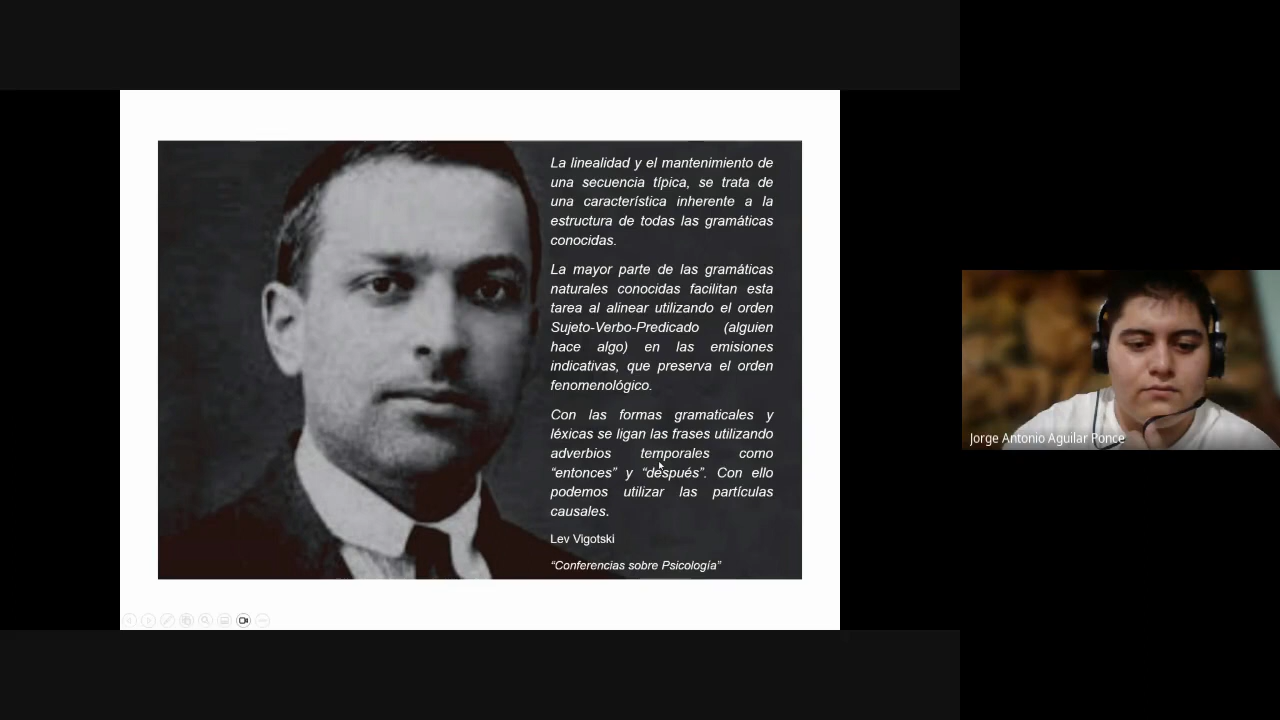 La linealidad y el mantenimiento de
una secuencia típica, se trata de
una característica inherente a la
estructura de todas las gramáticas
conocidas.
La mayor parte de las gramáticas
naturales conocidas facilitan esta
tarea al alinear utilizando el orden
Sujeto-Verbo-Predicado (alguien
hace algo) en las emisiones
indicativas, que preserva el orden
fenomenológico.
Con las formas gramaticales y
léxicas se ligan las frases utilizando
adverbios temporales como
“entonces” y “después”. Con ello
podemos utilizar las partículas
causales.
Lev Vigotski
“Conferencias sobre Psicología”
Jorge Antonio Aguilar Ponce